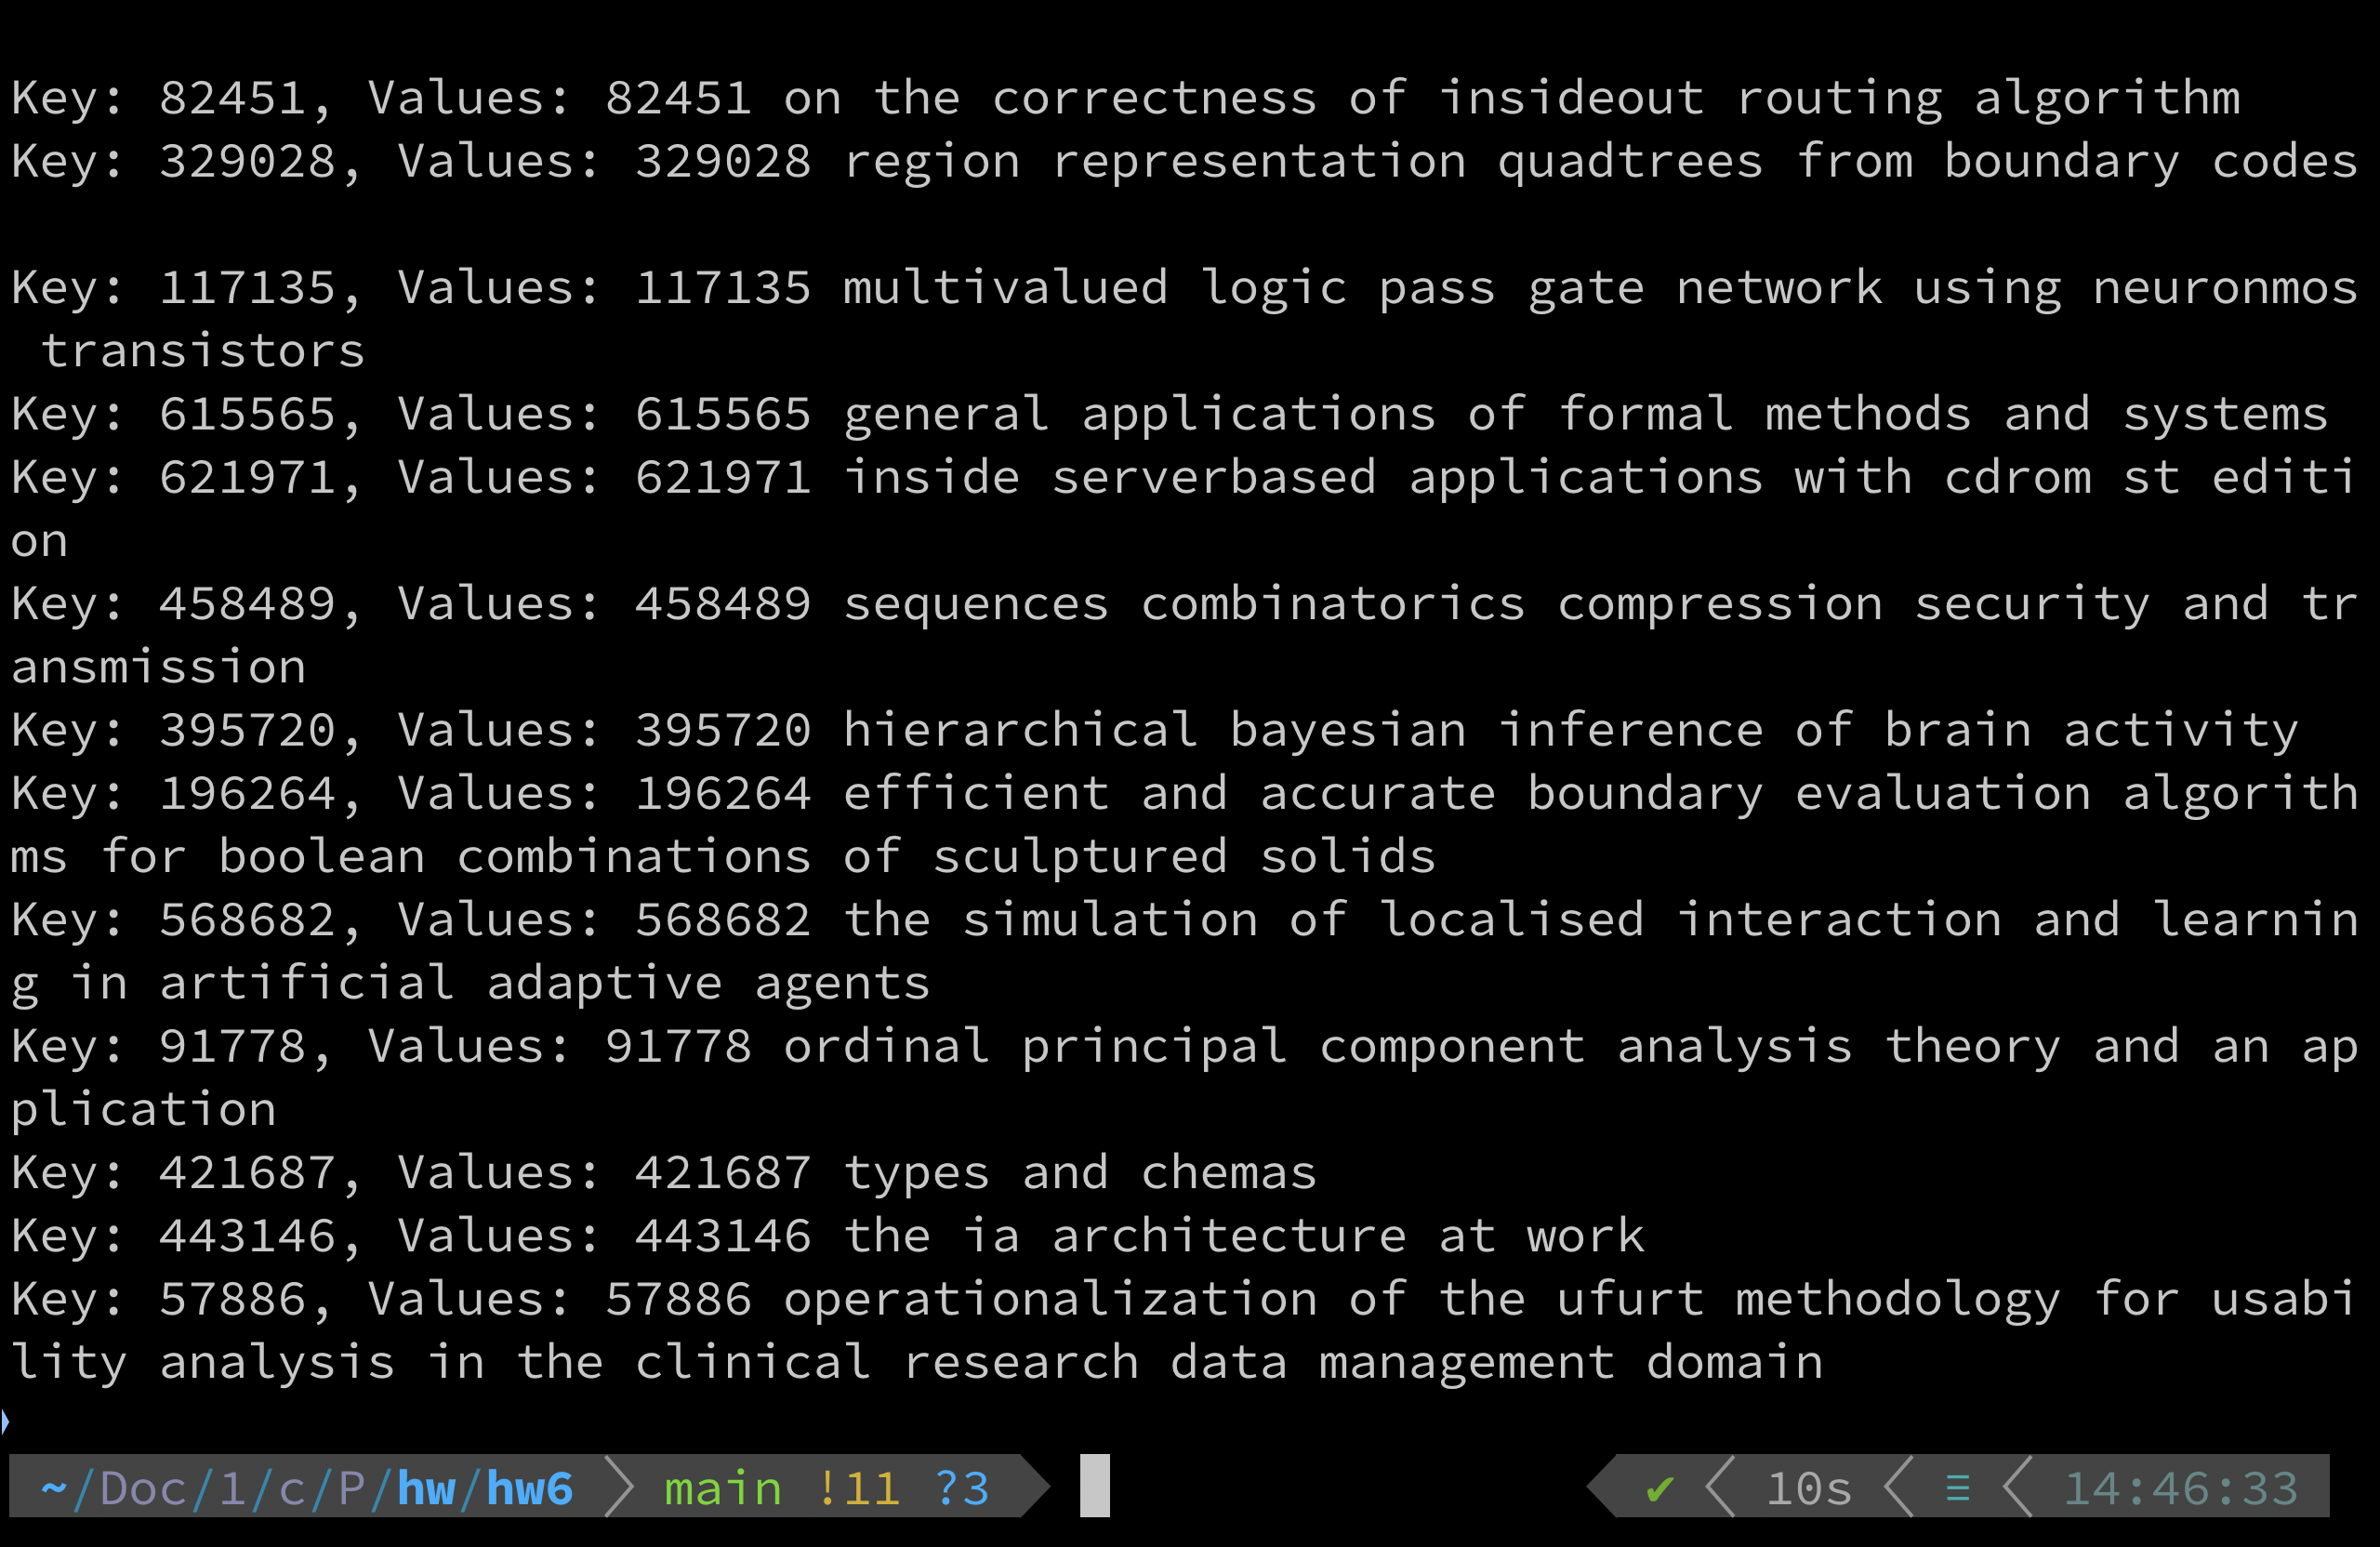 Key: 82451, Values: 82451 on the correctness of insideout routing algorithm
Key: 329028, Values: 329028 region representation quadtrees from boundary codes
Key: 117135, Values: 117135 multivalued logic pass gate network using neuronmos
 transistors
Key: 615565, Values: 615565 general applications of formal methods and systems
Key: 621971, Values: 621971 inside serverbased applications with cdrom st editi
on
Key: 458489, Values: 458489 sequences combinatorics compression security and tr
ansmission
Key: 395720, Values: 395720 hierarchical bayesian inference of brain activity
Key: 196264, Values: 196264 efficient and accurate boundary evaluation algorith
ms for boolean combinations of sculptured solids
Key: 568682, Values: 568682 the simulation of localised interaction and learnin
g in artificial adaptive agents
Key: 91778, Values: 91778 ordinal principal component analysis theory and an ap
plication
Key: 421687, Values: 421687 types and chemas
Key: 443146, Values: 443146 the ia architecture at work
Key: 57886, Values: 57886 operationalization of the ufurt methodology for usabi
lity analysis in the clinical research data management domain
~/Doc/1/c/P/hw/hw6 main !11 ?3 ✔ 10s ≡ 14:46:33